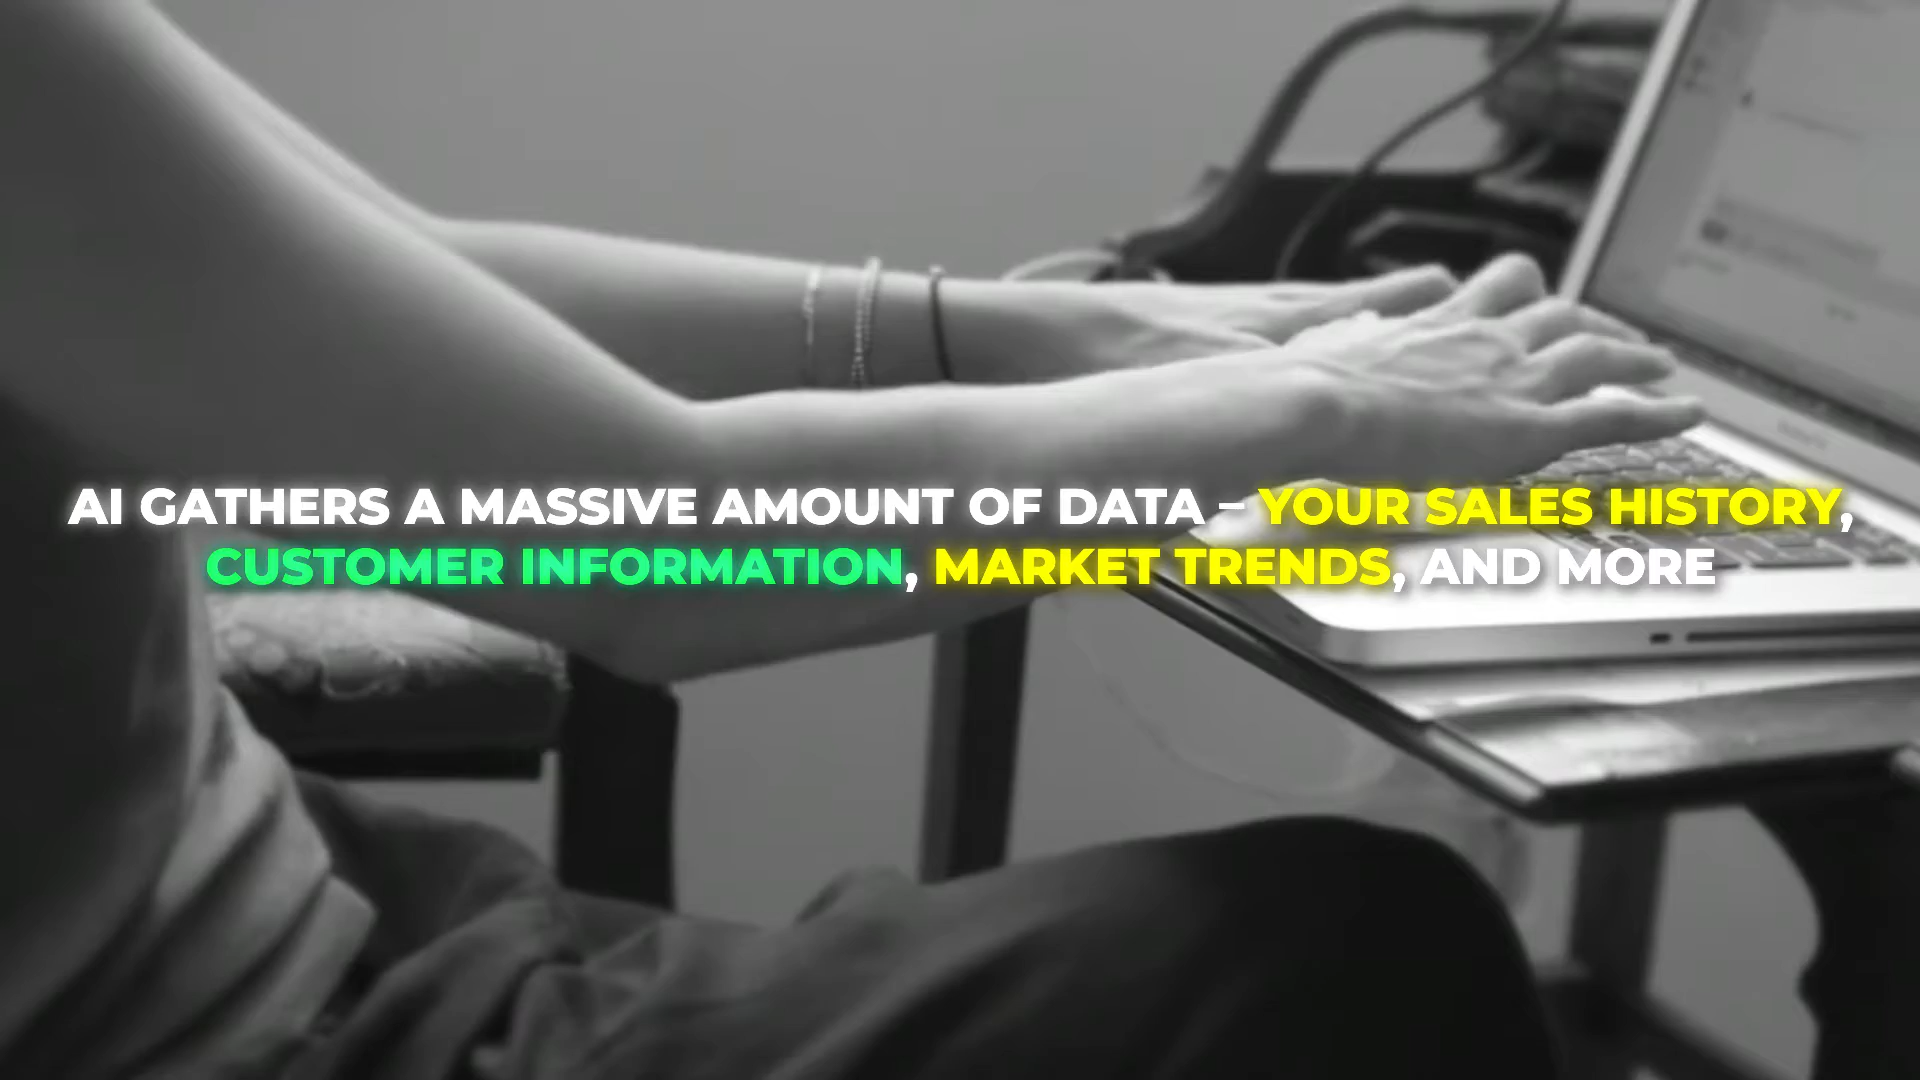 AI GATHERS A MASSIVE AMOUNT OF DATA – YOUR SALES HISTORY,
CUSTOMER INFORMATION, MARKET TRENDS, AND MORE